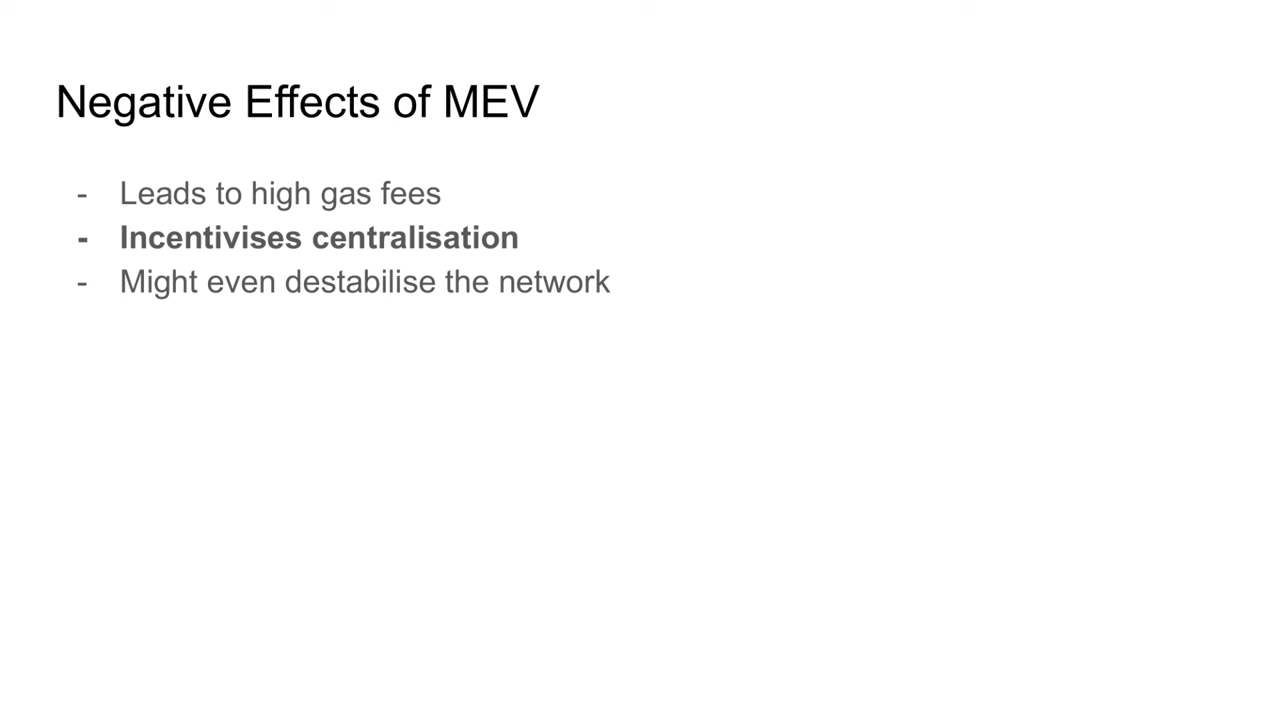 Negative Effects of MEV
- Leads to high gas fees
- Incentivises centralisation
- Might even destabilise the network